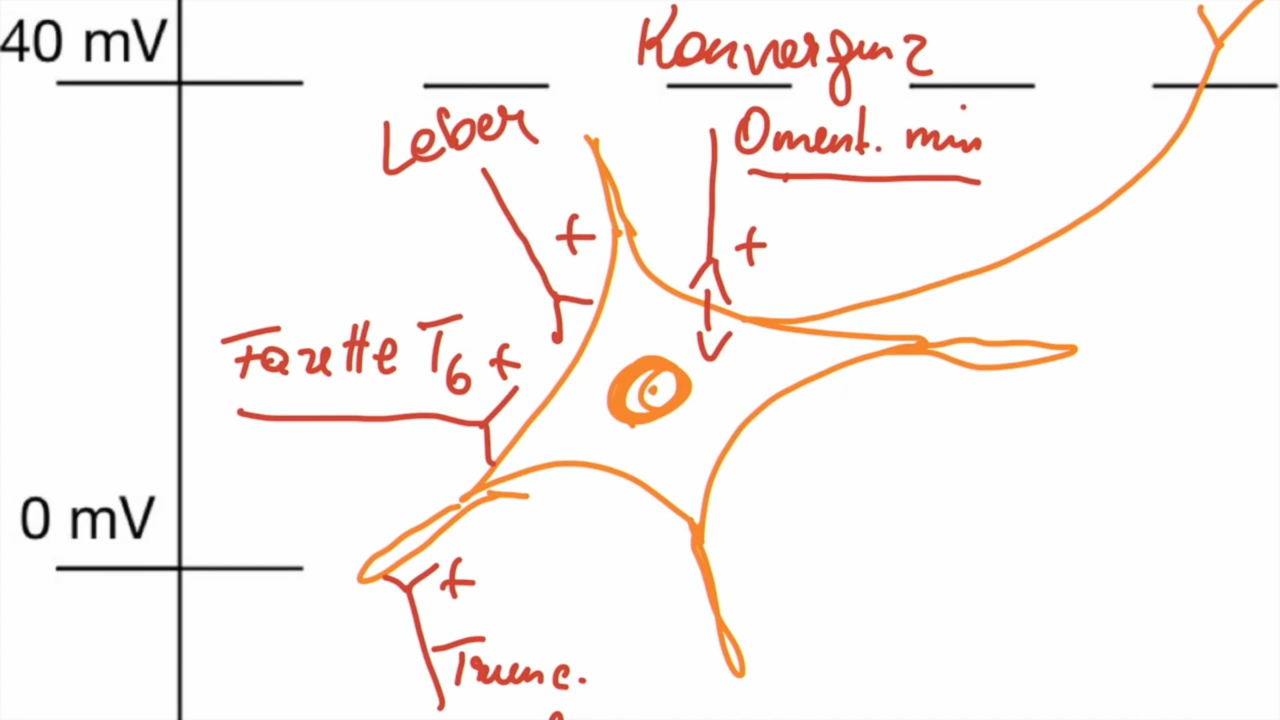 40 mV
Konvergenz
Leber
Oment. min
+
+
Facette T6 +
0 mV
+
Trunc.